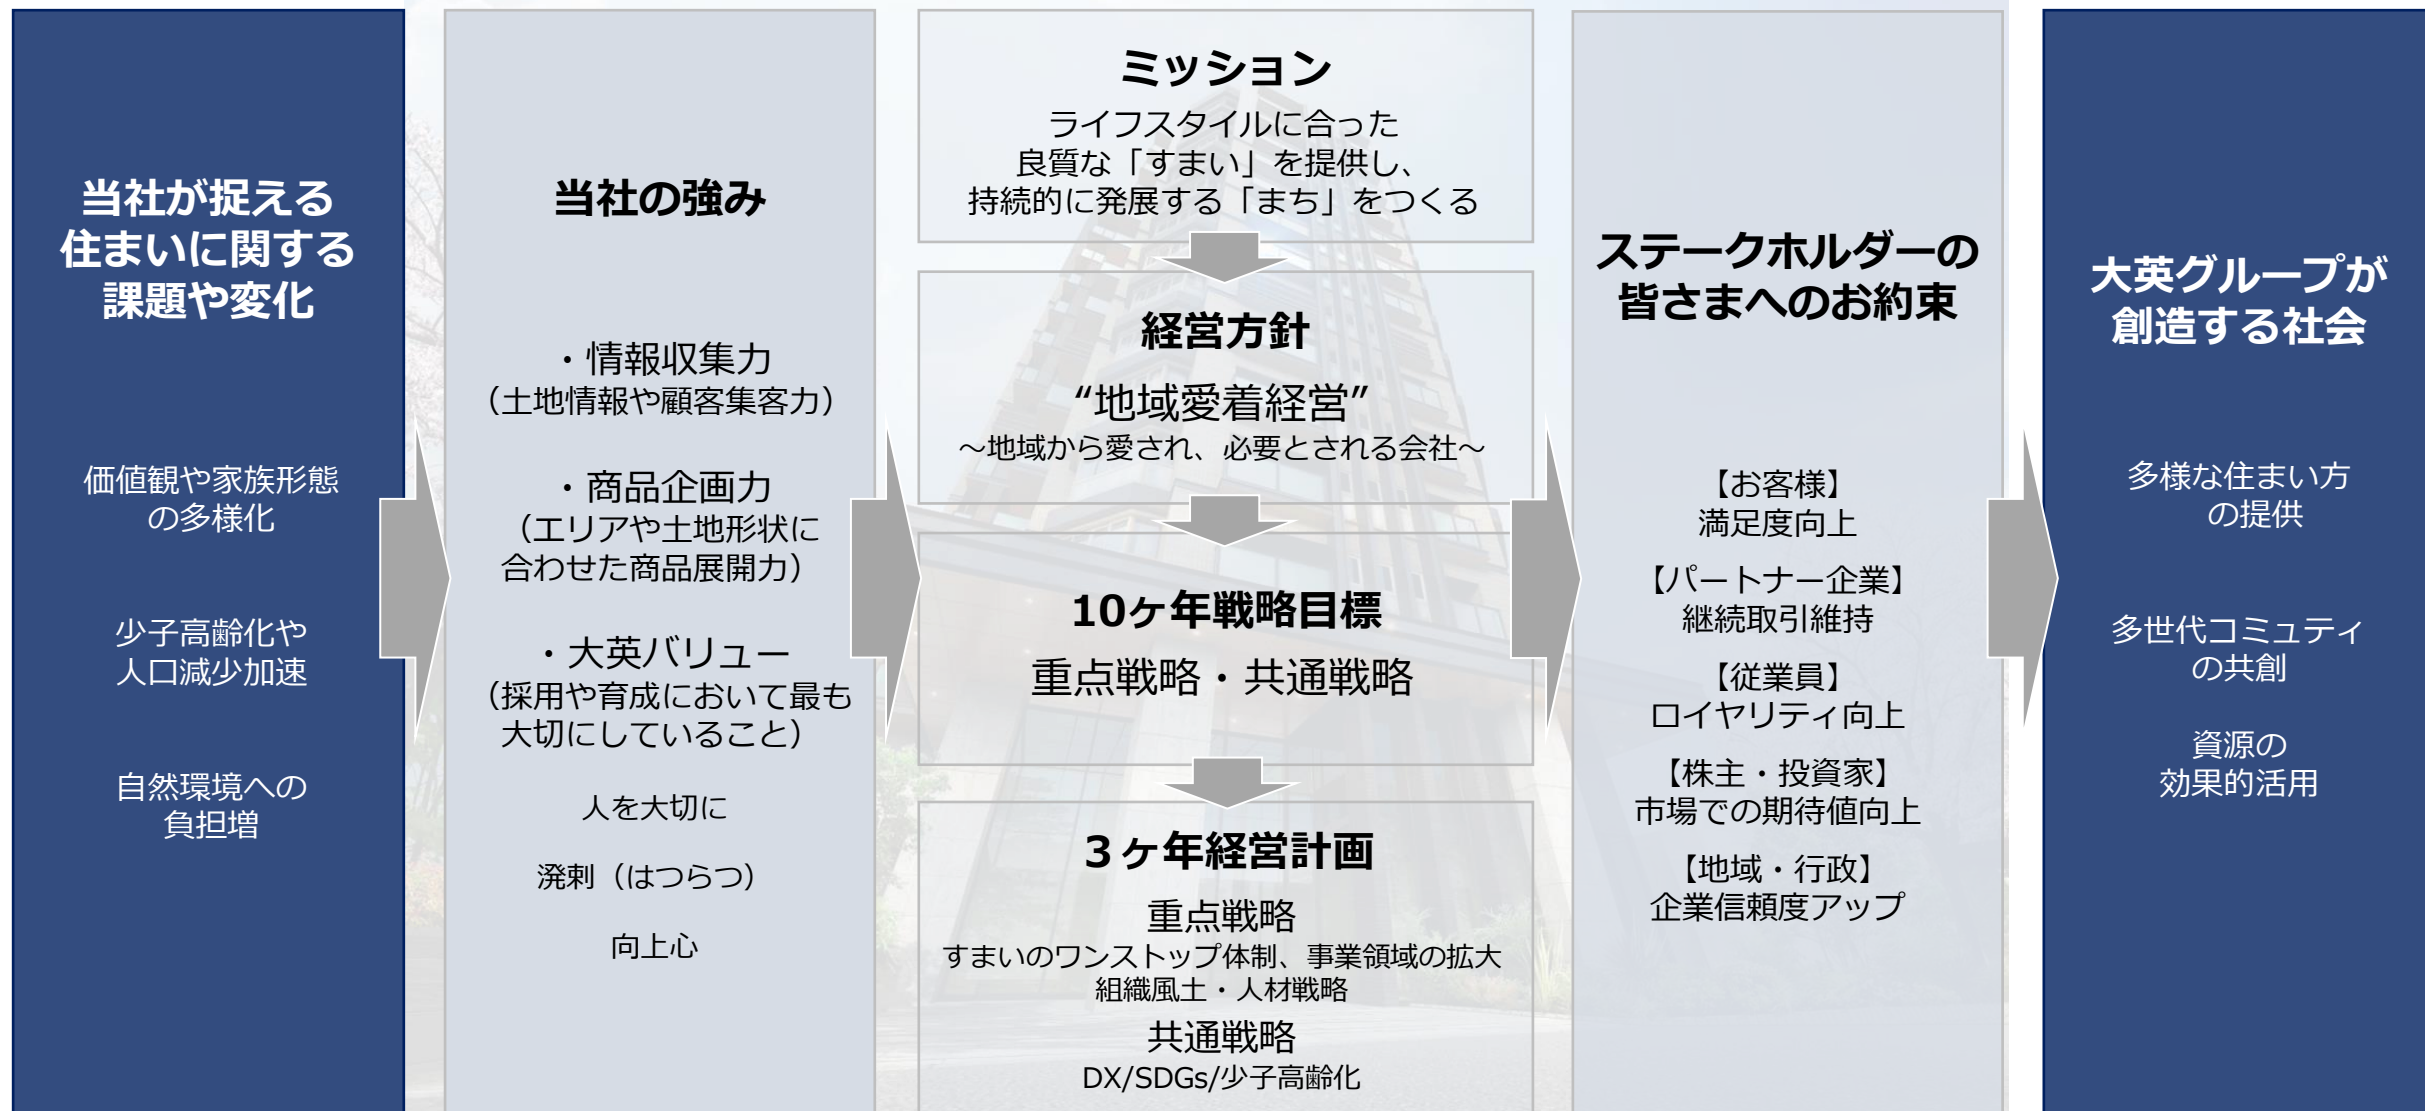 当社が捉える
住まいに関する
課題や変化
価値観や家族形態
の多様化
少子高齢化や
人口減少加速
自然環境への
負担増
当社の強み
・情報収集力
（土地情報や顧客集客力）
・商品企画力
（エリアや土地形状に
合わせた商品展開力）
・大英バリュー
（採用や育成において最も
大切にしていること）
人を大切に
溌剌（はつらつ）
向上心
ミッション
ライフスタイルに合った
良質な「すまい」を提供し、
持続的に発展する「まち」をつくる
経営方針
“地域愛着経営”
～地域から愛され、必要とされる会社～
10ヶ年戦略目標
重点戦略・共通戦略
３ヶ年経営計画
重点戦略
すまいのワンストップ体制、事業領域の拡大
組織風土・人材戦略
共通戦略
DX/SDGs/少子高齢化
ステークホルダーの
皆さまへのお約束
【お客様】
満足度向上
【パートナー企業】
継続取引維持
【従業員】
ロイヤリティ向上
【株主・投資家】
市場での期待値向上
【地域・行政】
企業信頼度アップ
大英グループが
創造する社会
多様な住まい方
の提供
多世代コミュティ
の共創
資源の
効果的活用